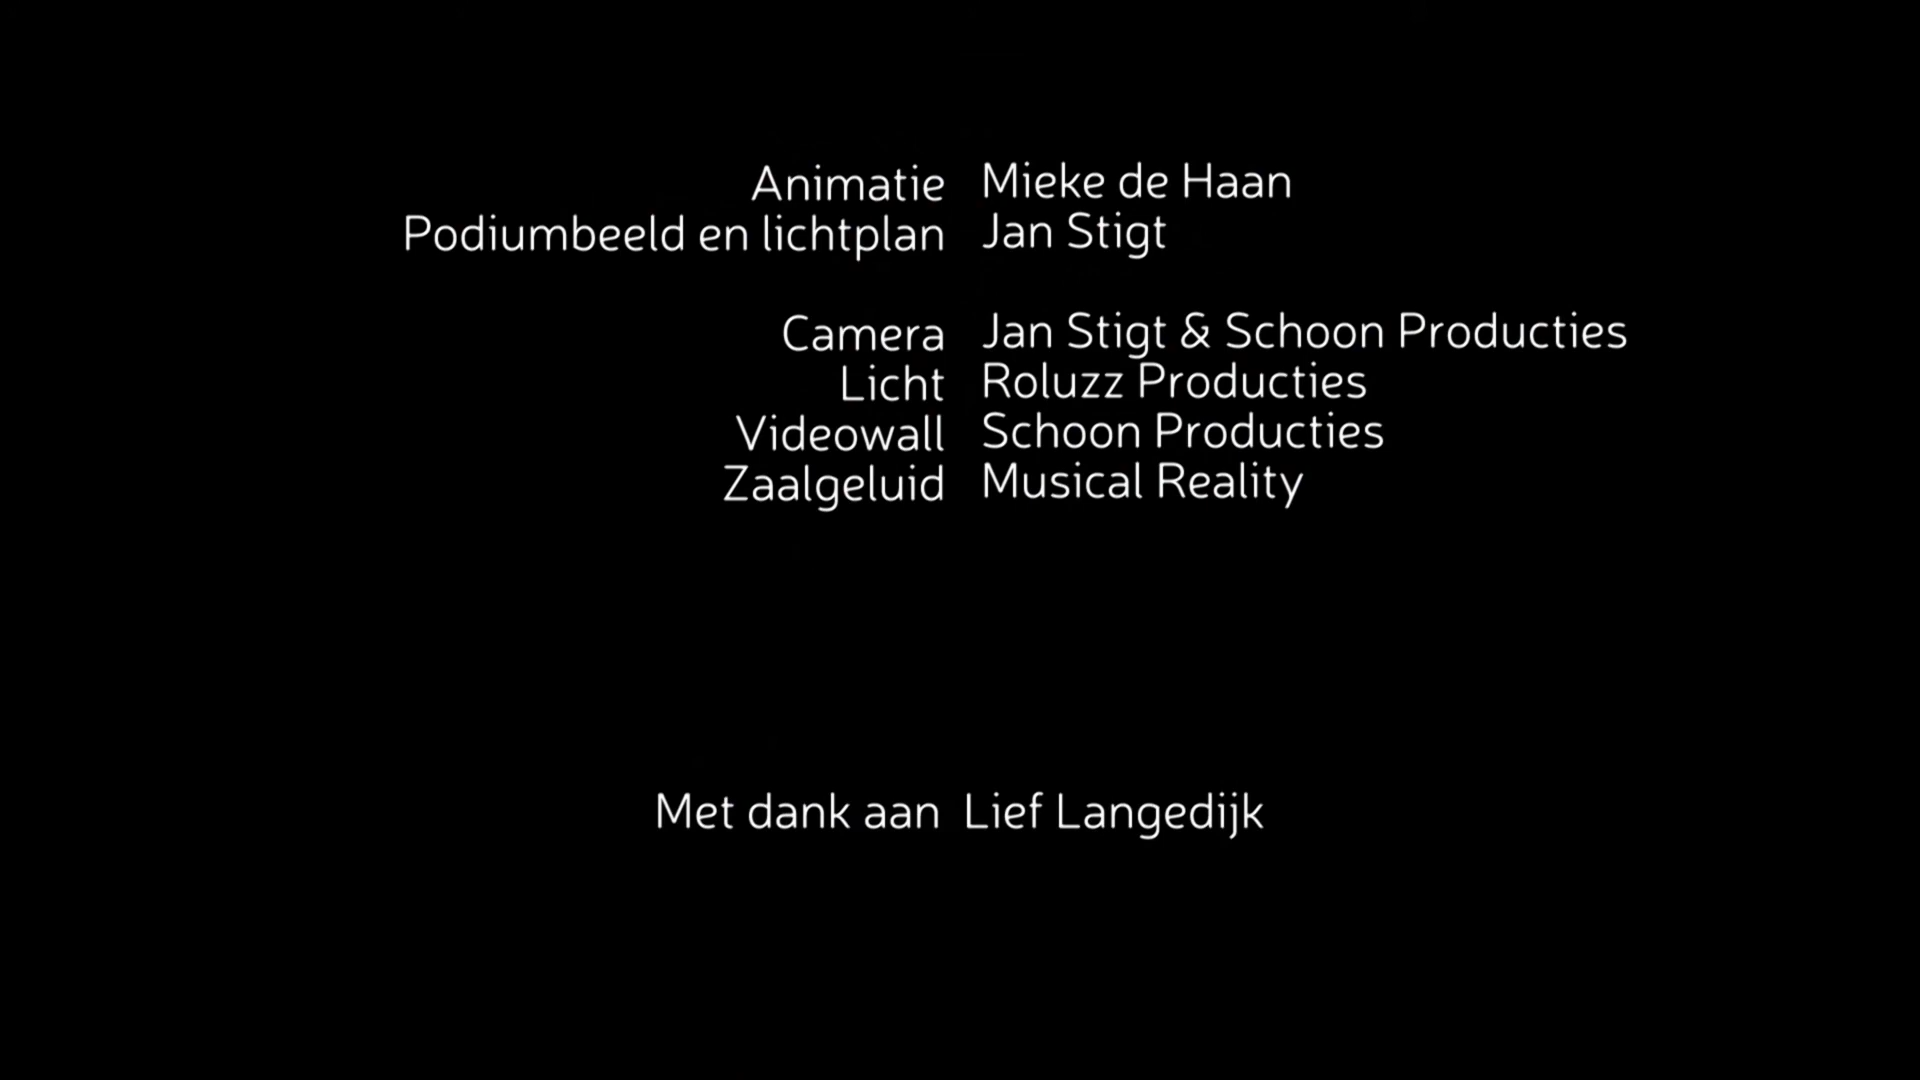 Animatie Mieke de Haan
Podiumbeeld en lichtplan Jan Stigt
Camera Jan Stigt & Schoon Producties
Licht Roluzz Producties
Videowall Schoon Producties
Zaalgeluid Musical Reality
Met dank aan Lief Langedijk